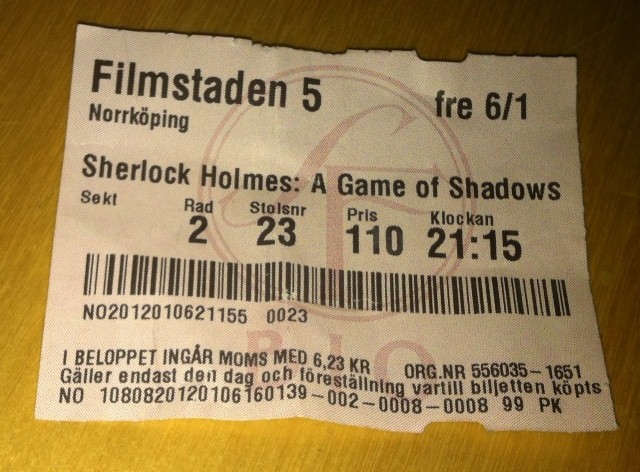 Filmstaden 5 fre 6/1
Norrköping
Sherlock Holmes: A Game of Shadows
Sekt Rad Stolsnr Pris Klockan
2 23 110 21:15
NO2012010621155 0023
BIO
I BELOPPET INGÅR MOMS MED 6,23 KR ORG.NR 556035-1651
Gäller endast den dag och föreställning vartill biljetten köpts
NO 1080820120106160139-002-0008-0008 99 PK